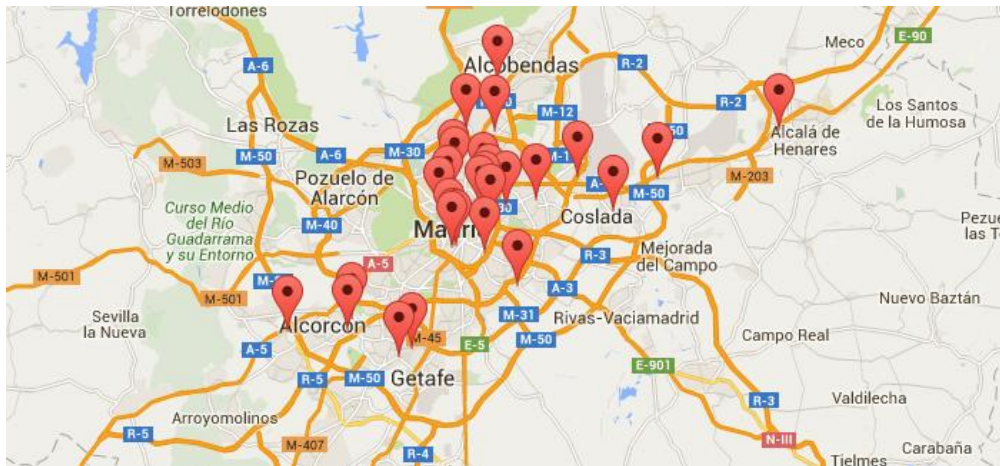 Torrelodones
E-90
Meco
A-6
Alcobendas
R-2
R-2
Los Santos
de la Humosa
M-12
Las Rozas
M-30
Alcalá de
Henares
M-50
A-6
M-503
Pozuelo de
Alarcón
M-203
M-50
Curso Medio
del Río
Guadarrama
y su Entorno
Coslada
M-40
R-3
Mejorada
del Campo
M-501
A-5
M-501
A-3
Nuevo Baztán
Sevilla
la Nueva
Alcorcón
M-31
Rivas-Vaciamadrid
M-45
M-50
Campo Real
A-5
E-5
E-901
R-5
M-50
Getafe
R-3
Valdilecha
Arroyomolinos
R-5
M-407
R-4
N-III
Carabaña
Tielmes